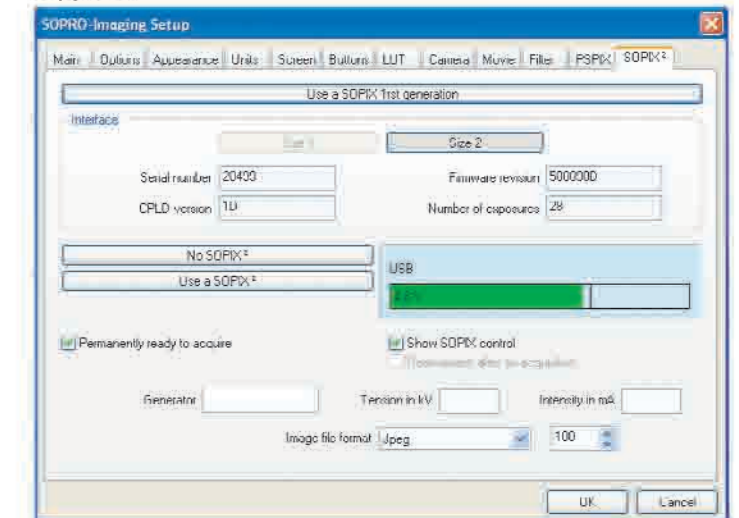 SOPRO-Imaging Setup
Main Options Appearance Units Screen Buttons LUT Camera Movie Filter PSPIX SOPIX²
Use a SOPIX 1rst generation
Interface
Size 1 Size 2
Serial number 20499 Firmware revision
CPLD version 1D Number of exposures 28
No SOPIX²
Use a SOPIX²
USB
Permanently ready to acquire Show SOPIX control
Generator Tension in kV Intensity in mA
Image file format Jpeg 100
OK Cancel